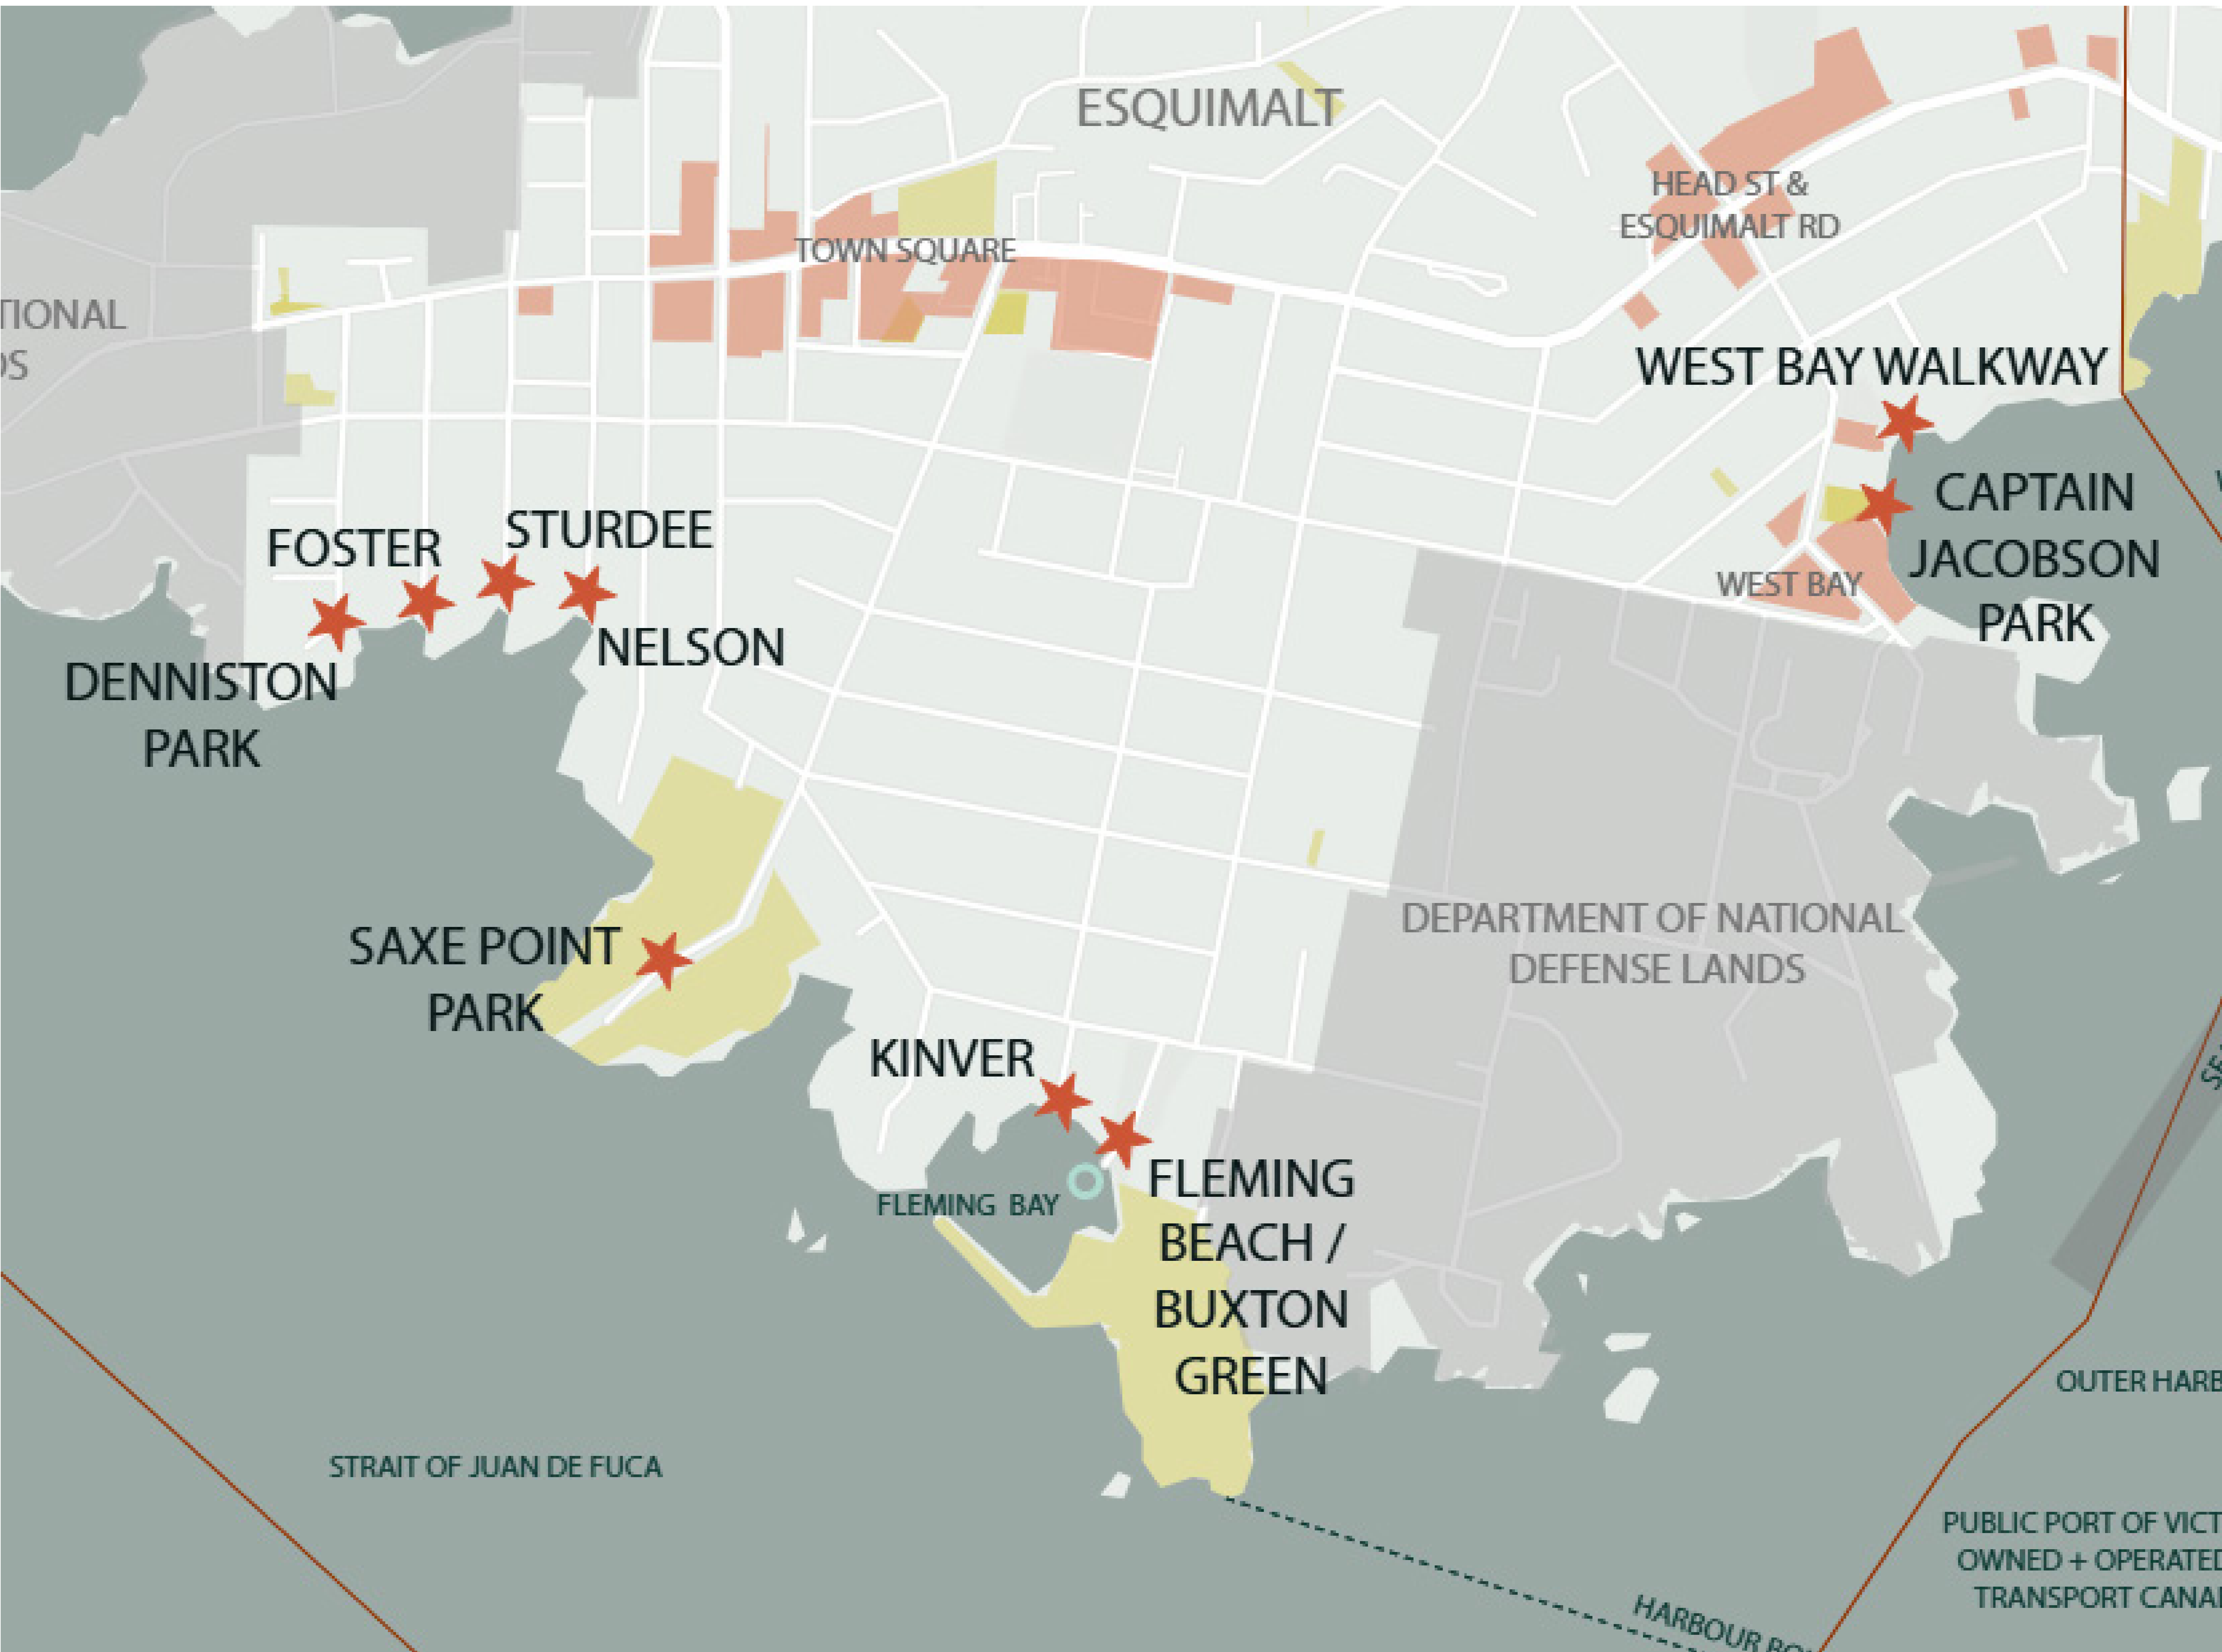 ESQUIMALT
HEAD ST &
ESQUIMALT RD
TOWN SQUARE
TIONAL
DS
WEST BAY WALKWAY
CAPTAIN
JACOBSON
PARK
WEST BAY
FOSTER
STURDEE
NELSON
DENNISTON
PARK
DEPARTMENT OF NATIONAL
DEFENSE LANDS
SAXE POINT
PARK
KINVER
FLEMING BAY
FLEMING
BEACH /
BUXTON
GREEN
OUTER HARB
STRAIT OF JUAN DE FUCA
PUBLIC PORT OF VICT
OWNED + OPERATED
TRANSPORT CANA
HARBOUR BO